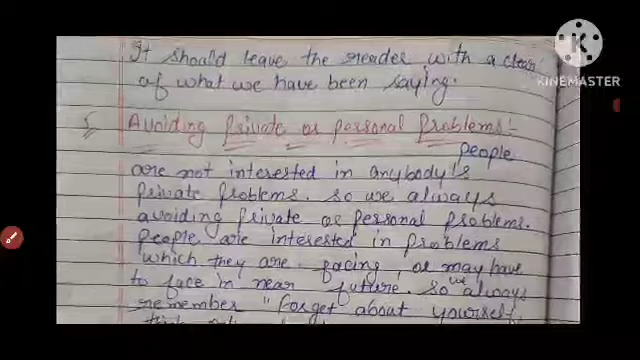 It should leave the reader with a clear
of what we have been saying.
5. Avoiding Private or personal Problems:-
People
are not interested in anybody's
private problems. so we always
avoiding private or personal problems.
people are interested in problems
which they are facing, or may have
to face in near future. So we always
remember "forget about yourself,
KINEMASTER